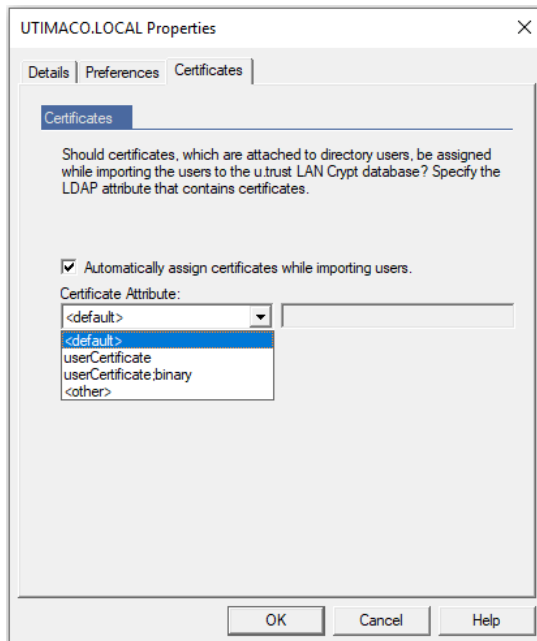 UTIMACO.LOCAL Properties
Details Preferences Certificates
Certificates
Should certificates, which are attached to directory users, be assigned
while importing the users to the u.trust LAN Crypt database? Specify the
LDAP attribute that contains certificates.
Automatically assign certificates while importing users.
Certificate Attribute:
<default>
<default>
userCertificate
userCertificate;binary
<other>
OK Cancel Help